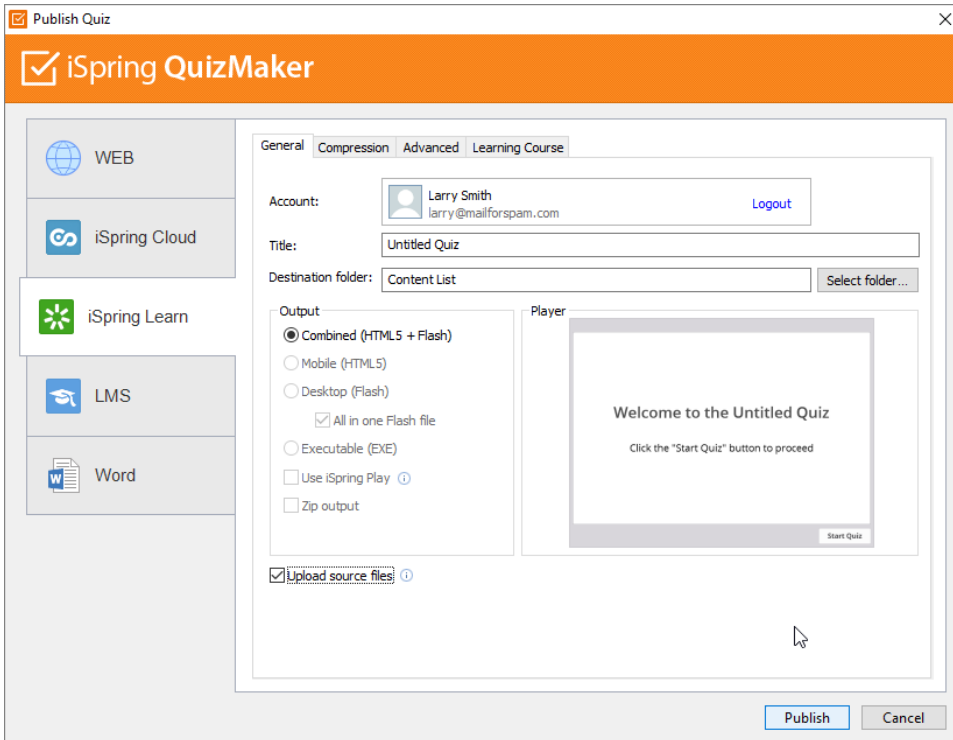 Publish Quiz
iSpring QuizMaker
WEB
iSpring Cloud
iSpring Learn
LMS
Word
General Compression Advanced Learning Course
Account:
Larry Smith
larry@mailforspam.com
Logout
Title:
Untitled Quiz
Destination folder:
Content List
Select folder...
Output
Combined (HTML5 + Flash)
Mobile (HTML5)
Desktop (Flash)
All in one Flash file
Executable (EXE)
Use iSpring Play
Zip output
Player
Welcome to the Untitled Quiz
Click the "Start Quiz" button to proceed
Start Quiz
Upload source files
Publish
Cancel